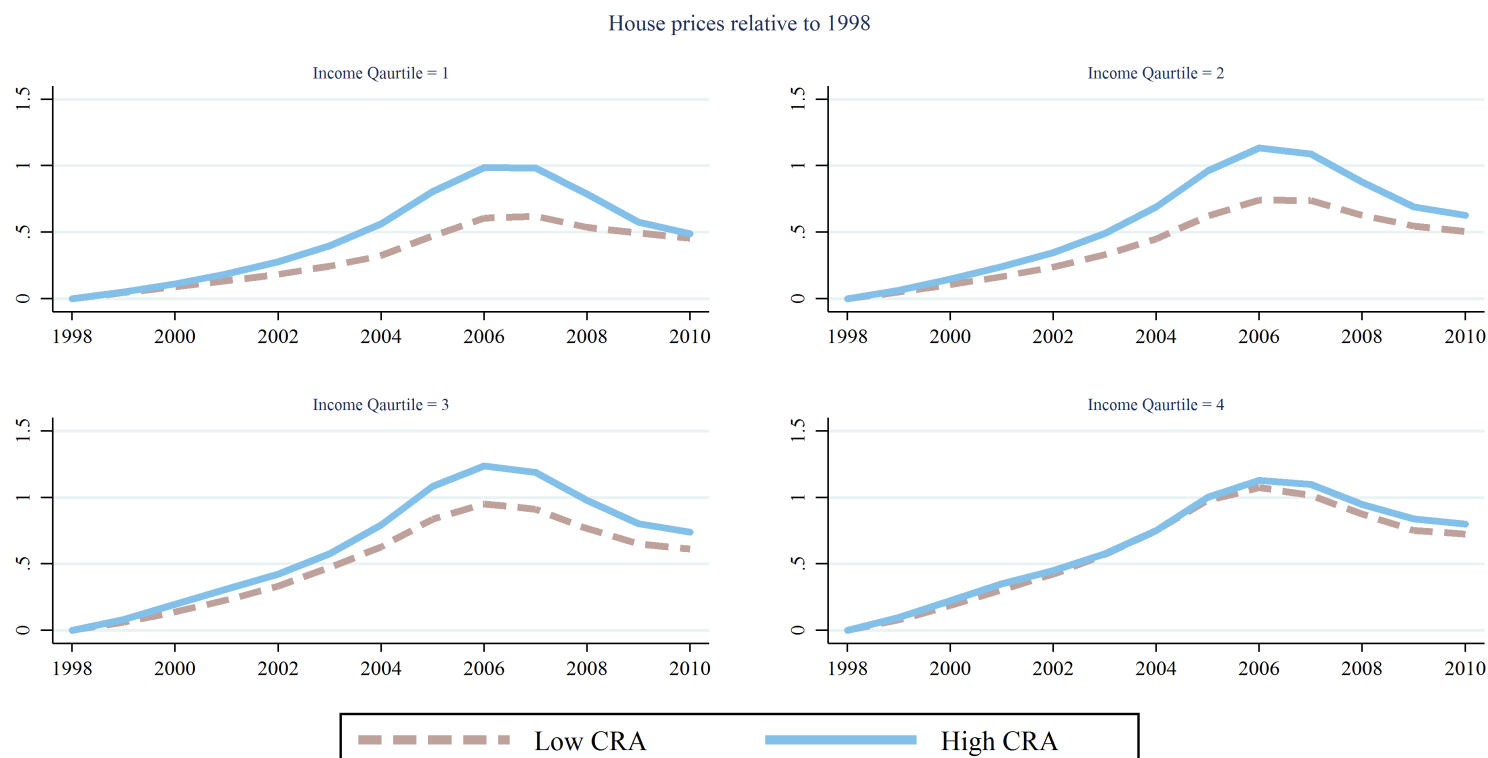 House prices relative to 1998
Income Qaurtile = 1
1.5
1
.5
0
1998 2000 2002 2004 2006 2008 2010
Income Qaurtile = 2
1.5
1
.5
0
1998 2000 2002 2004 2006 2008 2010
Income Qaurtile = 3
1.5
1
.5
0
1998 2000 2002 2004 2006 2008 2010
Income Qaurtile = 4
1.5
1
.5
0
1998 2000 2002 2004 2006 2008 2010
Low CRA High CRA